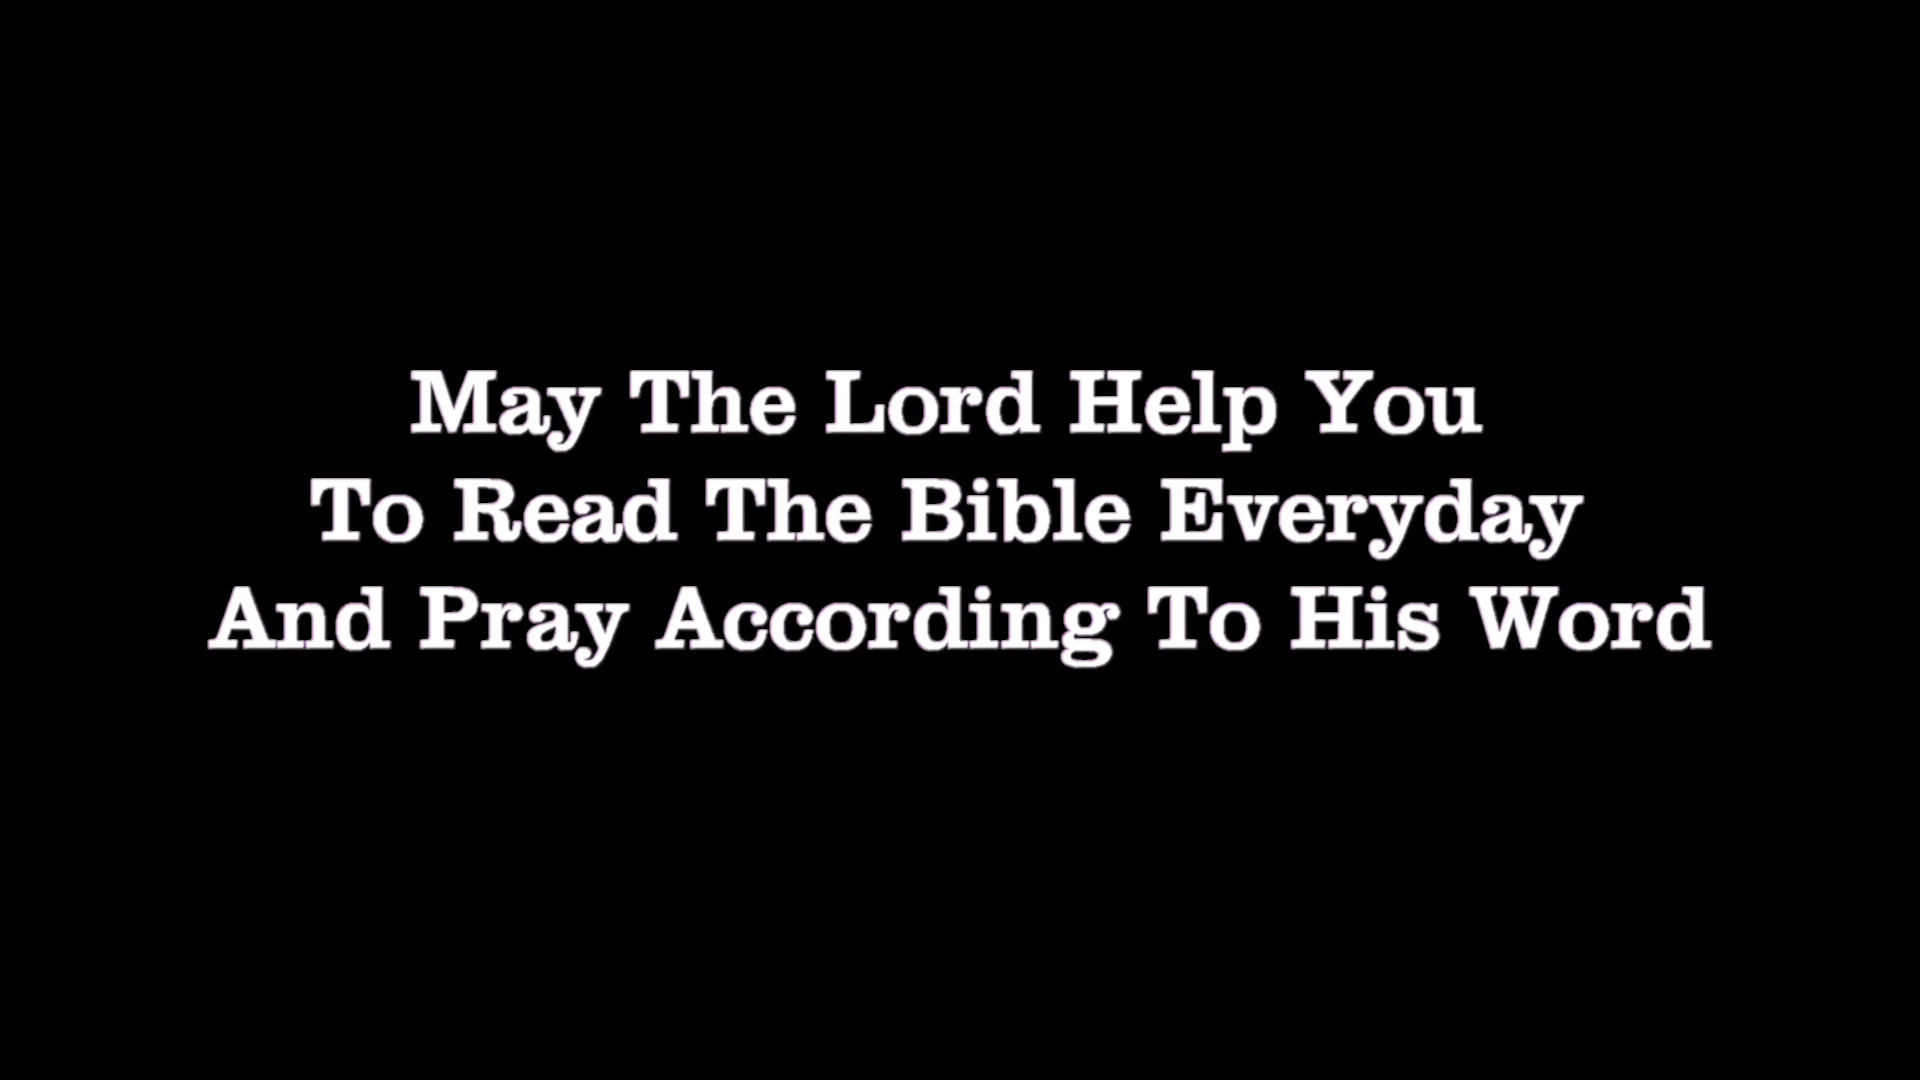 May The Lord Help You
To Read The Bible Everyday
And Pray According To His Word